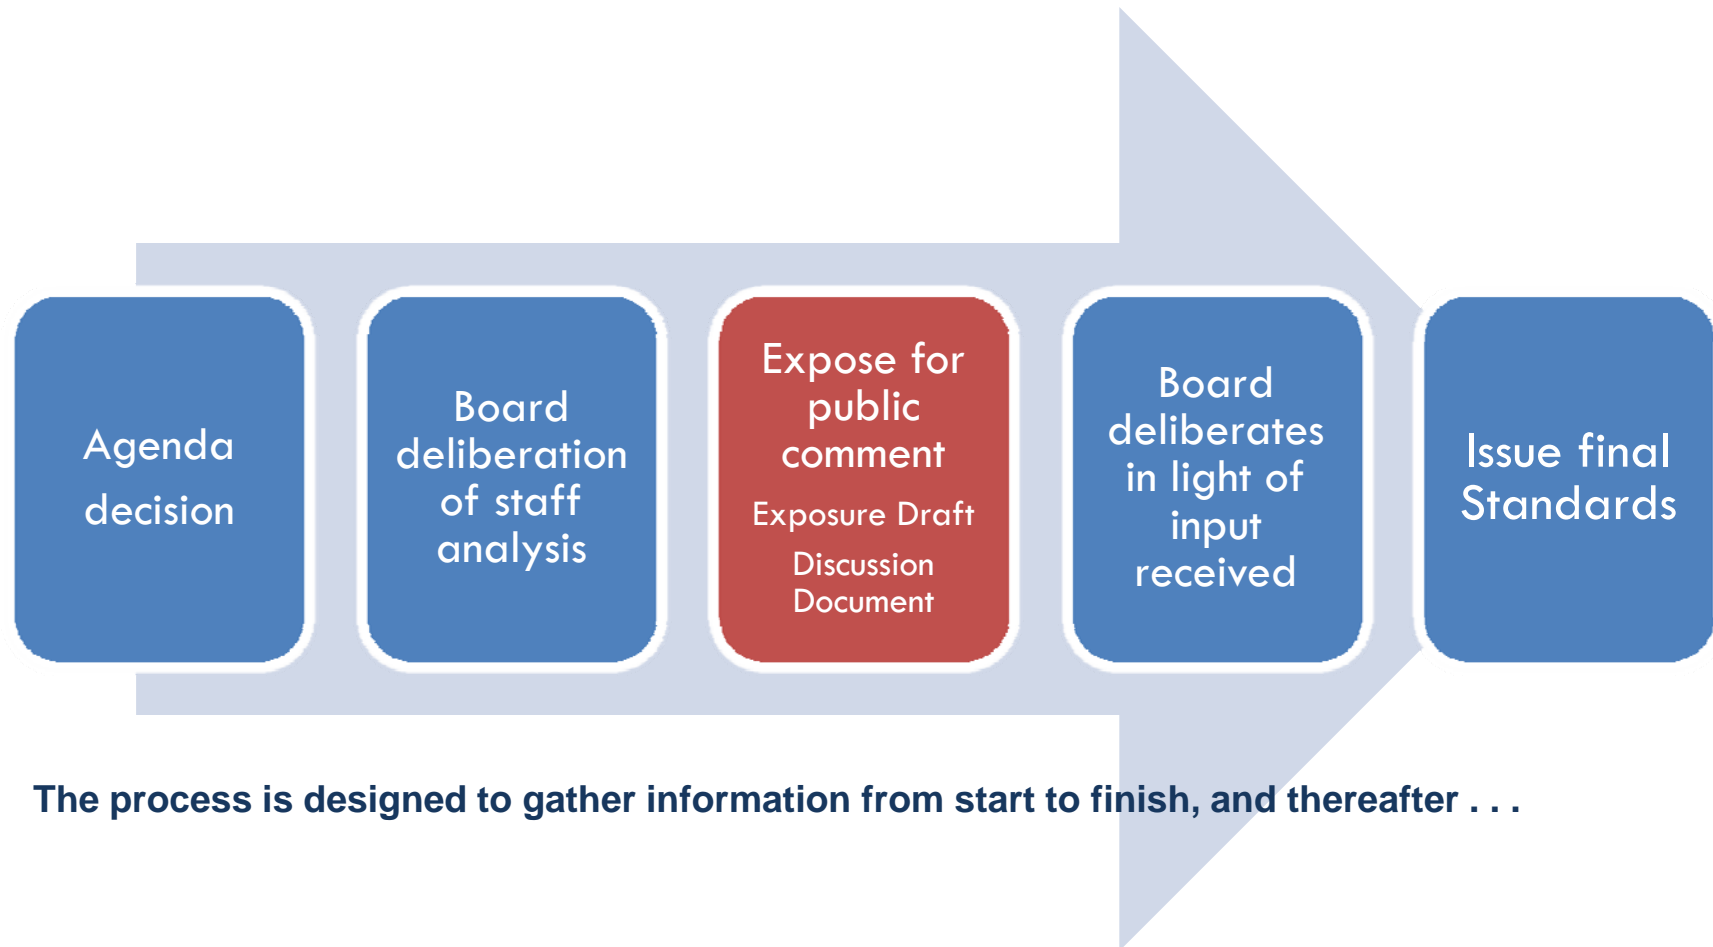 Agenda
decision
Board
deliberation
of staff
analysis
Expose for
public
comment
Exposure Draft
Discussion
Document
Board
deliberates
in light of
input
received
Issue final
Standards
The process is designed to gather information from start to finish, and thereafter . . .